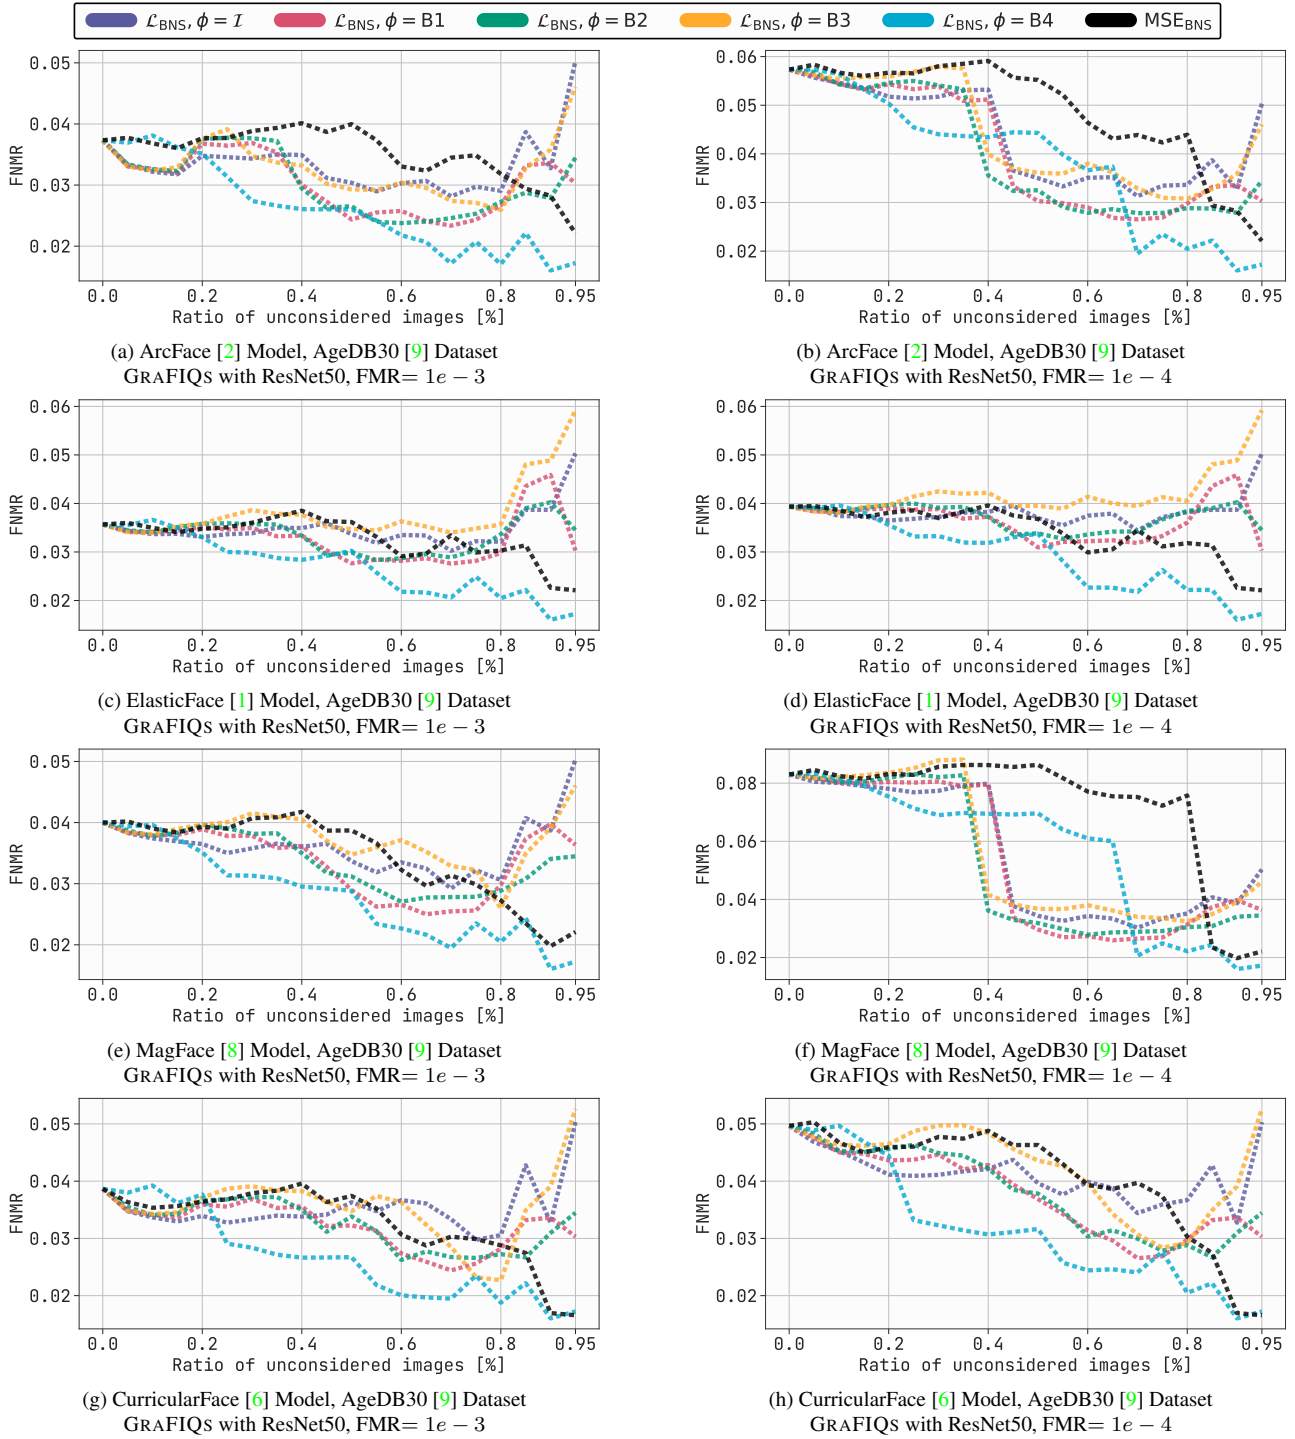 ℒBNS, ϕ = ℐ   ℒBNS, ϕ = B1   ℒBNS, ϕ = B2   ℒBNS, ϕ = B3   ℒBNS, ϕ = B4   MSEBNS
0.05
0.04
0.03
0.02
FNMR
0.0 0.2 0.4 0.6 0.8 0.95
Ratio of unconsidered images [%]
(a) ArcFace [2] Model, AgeDB30 [9] Dataset
GRAFIQS with ResNet50, FMR= 1e − 3
0.06
0.05
0.04
0.03
0.02
FNMR
0.0 0.2 0.4 0.6 0.8 0.95
Ratio of unconsidered images [%]
(b) ArcFace [2] Model, AgeDB30 [9] Dataset
GRAFIQS with ResNet50, FMR= 1e − 4
0.06
0.05
0.04
0.03
0.02
FNMR
0.0 0.2 0.4 0.6 0.8 0.95
Ratio of unconsidered images [%]
(c) ElasticFace [1] Model, AgeDB30 [9] Dataset
GRAFIQS with ResNet50, FMR= 1e − 3
0.06
0.05
0.04
0.03
0.02
FNMR
0.0 0.2 0.4 0.6 0.8 0.95
Ratio of unconsidered images [%]
(d) ElasticFace [1] Model, AgeDB30 [9] Dataset
GRAFIQS with ResNet50, FMR= 1e − 4
0.05
0.04
0.03
0.02
FNMR
0.0 0.2 0.4 0.6 0.8 0.95
Ratio of unconsidered images [%]
(e) MagFace [8] Model, AgeDB30 [9] Dataset
GRAFIQS with ResNet50, FMR= 1e − 3
0.08
0.06
0.04
0.02
FNMR
0.0 0.2 0.4 0.6 0.8 0.95
Ratio of unconsidered images [%]
(f) MagFace [8] Model, AgeDB30 [9] Dataset
GRAFIQS with ResNet50, FMR= 1e − 4
0.05
0.04
0.03
0.02
FNMR
0.0 0.2 0.4 0.6 0.8 0.95
Ratio of unconsidered images [%]
(g) CurricularFace [6] Model, AgeDB30 [9] Dataset
GRAFIQS with ResNet50, FMR= 1e − 3
0.05
0.04
0.03
0.02
FNMR
0.0 0.2 0.4 0.6 0.8 0.95
Ratio of unconsidered images [%]
(h) CurricularFace [6] Model, AgeDB30 [9] Dataset
GRAFIQS with ResNet50, FMR= 1e − 4